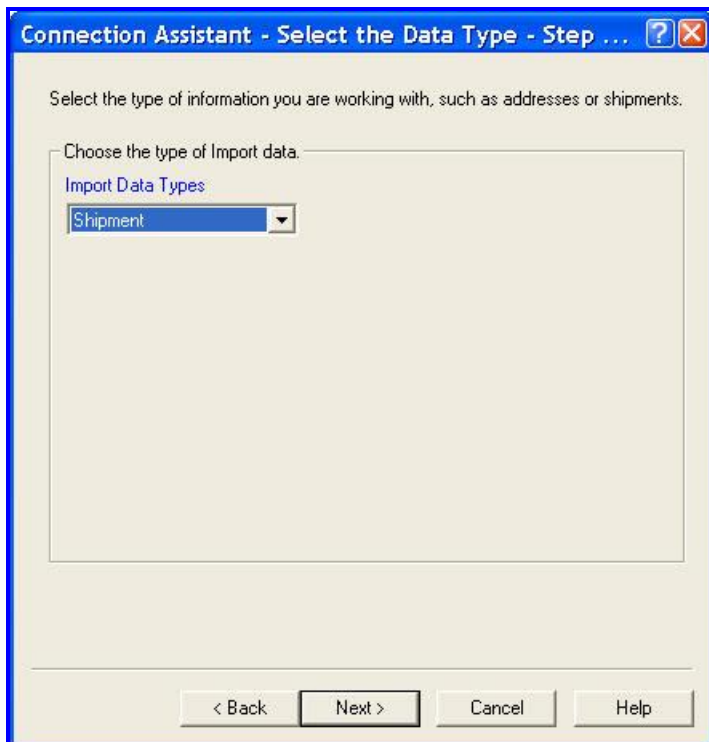 Connection Assistant - Select the Data Type - Step ...
Select the type of information you are working with, such as addresses or shipments.
Choose the type of Import data.
Import Data Types
Shipment
< Back Next > Cancel Help